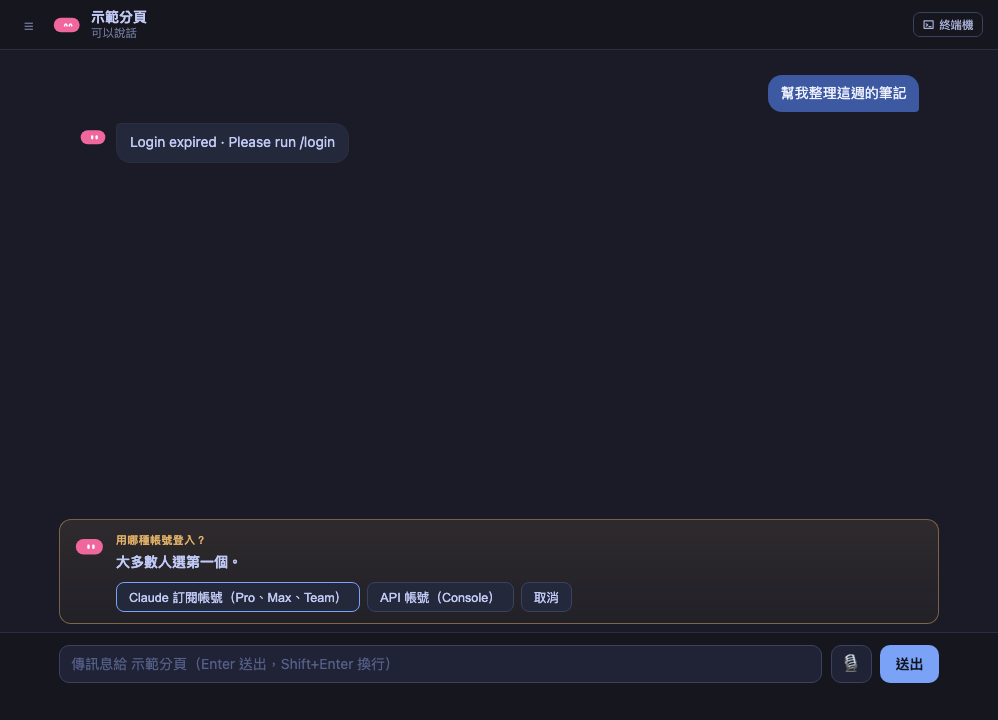 示範分頁
可以說話
終端機
幫我整理這週的筆記
Login expired · Please run /login
用哪種帳號登入？
大多數人選第一個。
Claude 訂閱帳號（Pro、Max、Team）
API 帳號（Console）
取消
傳訊息給 示範分頁（Enter 送出，Shift+Enter 換行）
送出